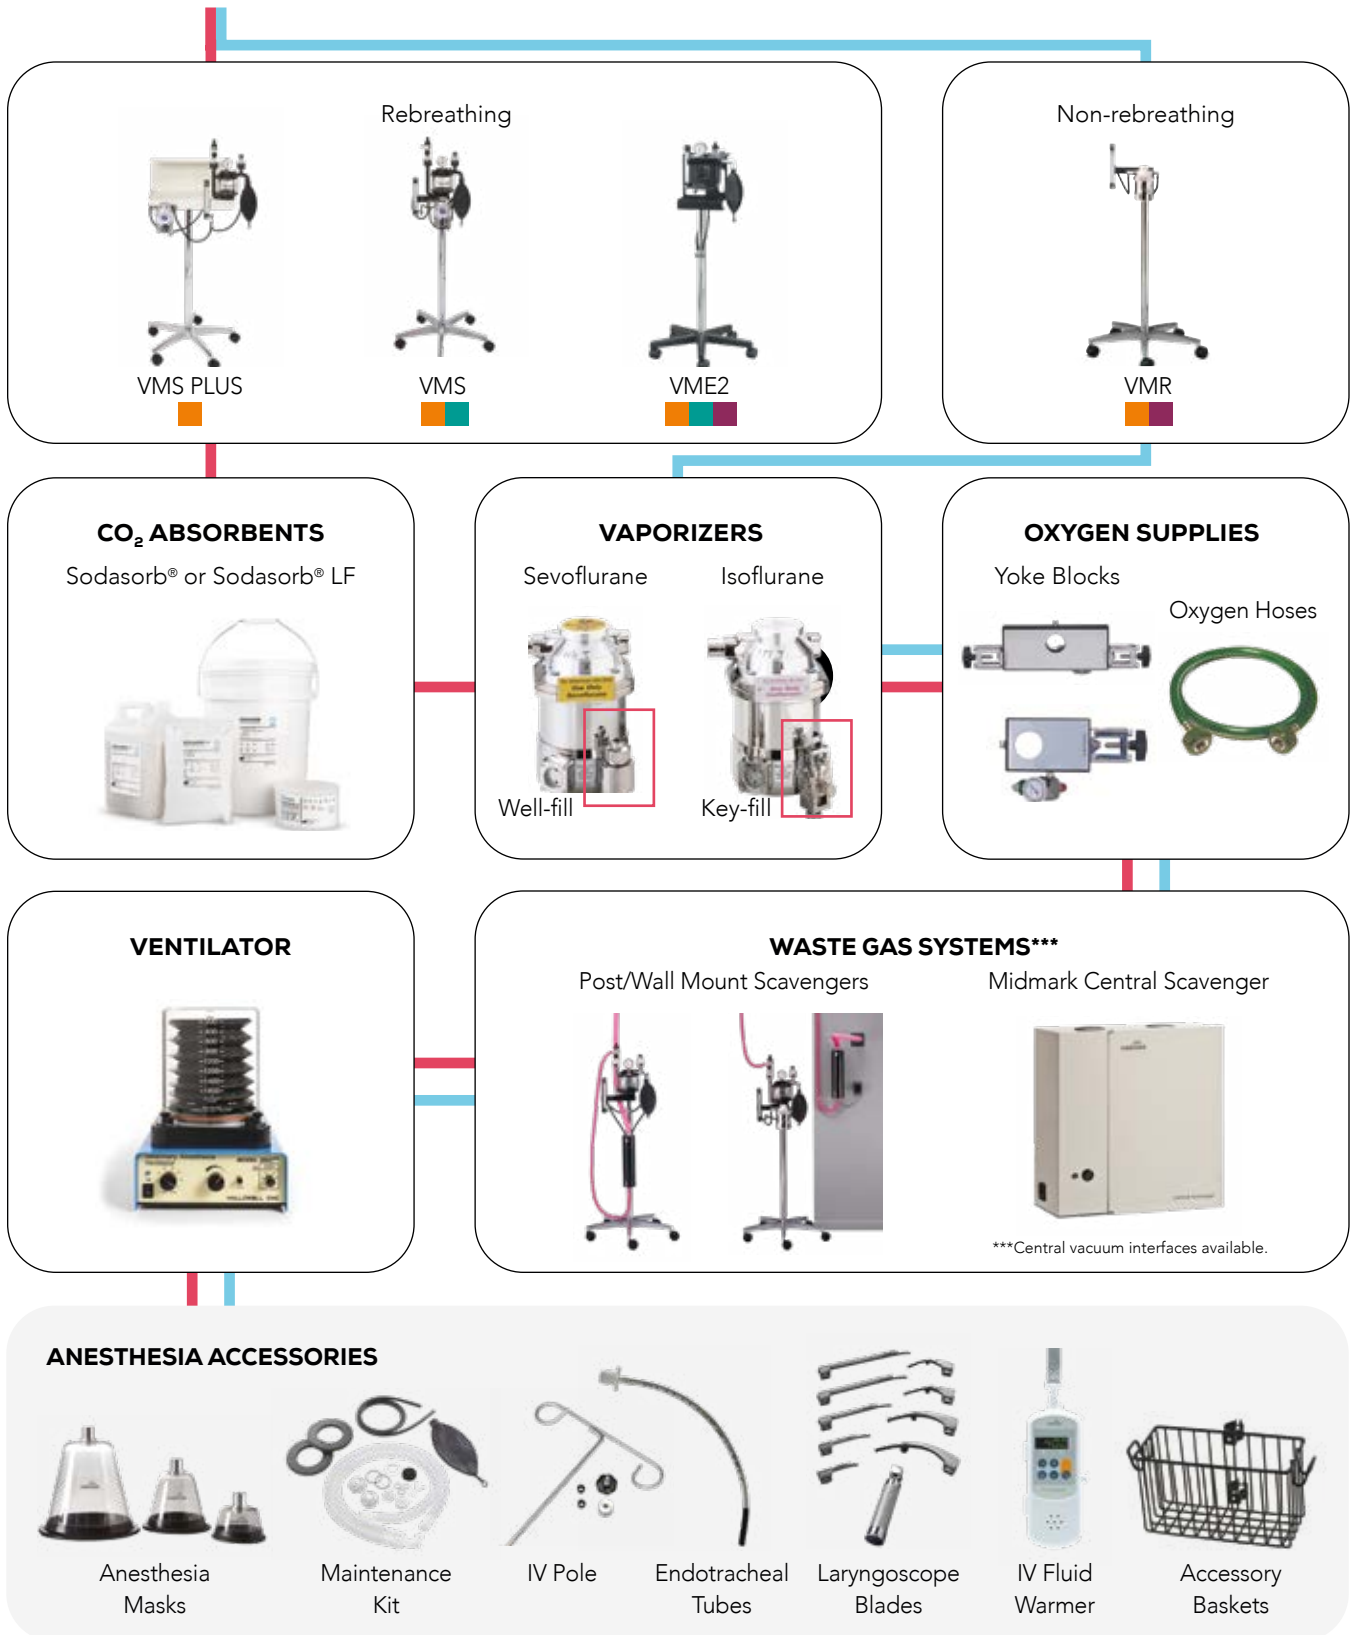 Rebreathing
Non-rebreathing
VMS PLUS
VMS
VME2
VMR
CO₂ ABSORBENTS
Sodasorb® or Sodasorb® LF
VAPORIZERS
Sevoflurane
Isoflurane
Well-fill
Key-fill
OXYGEN SUPPLIES
Yoke Blocks
Oxygen Hoses
VENTILATOR
WASTE GAS SYSTEMS***
Post/Wall Mount Scavengers
Midmark Central Scavenger
***Central vacuum interfaces available.
ANESTHESIA ACCESSORIES
Anesthesia
Masks
Maintenance
Kit
IV Pole
Endotracheal
Tubes
Laryngoscope
Blades
IV Fluid
Warmer
Accessory
Baskets